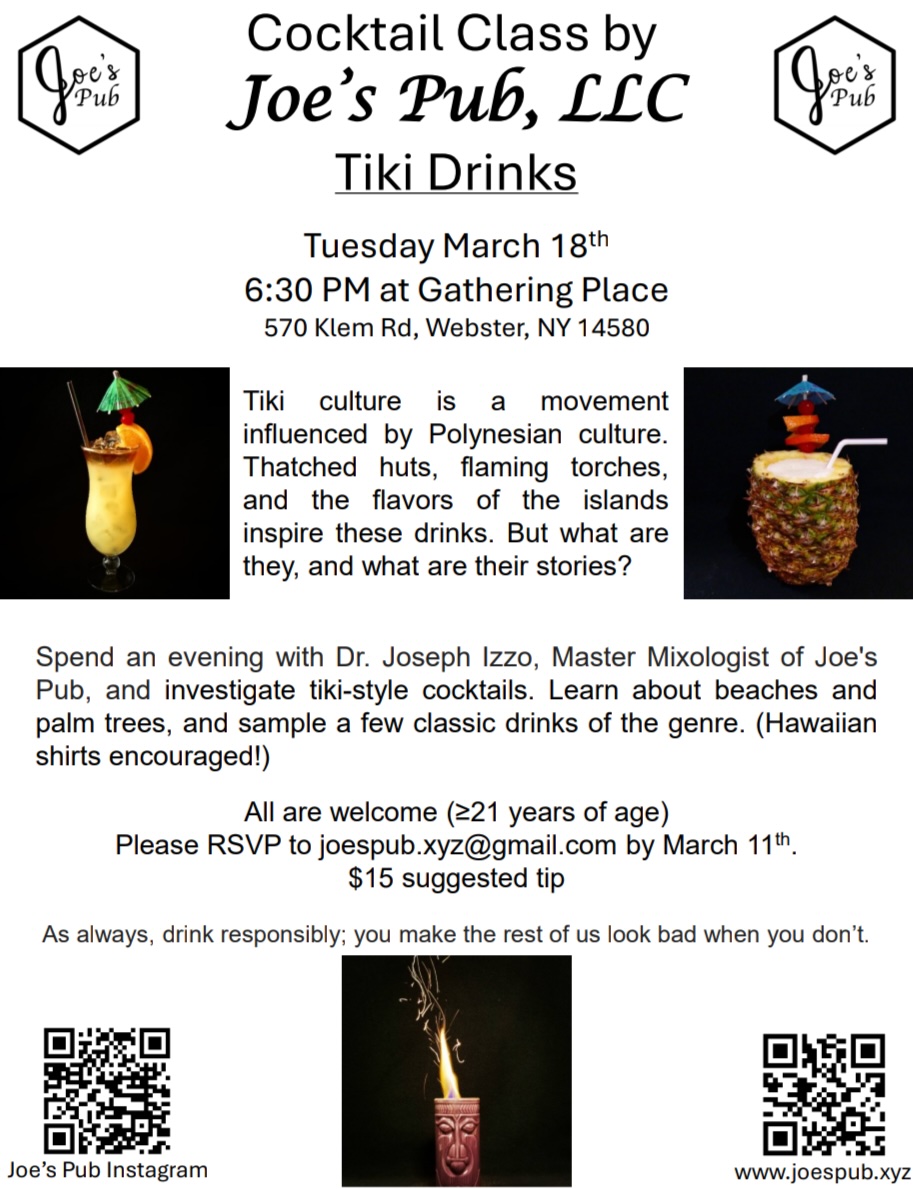 Joe's
Pub
Cocktail Class by
Joe's Pub, LLC
Joe's
Pub
Tiki Drinks
Tuesday March 18th
6:30 PM at Gathering Place
570 Klem Rd, Webster, NY 14580
Tiki culture is a movement
influenced by Polynesian culture.
Thatched huts, flaming torches,
and the flavors of the islands
inspire these drinks. But what are
they, and what are their stories?
Spend an evening with Dr. Joseph Izzo, Master Mixologist of Joe's
Pub, and investigate tiki-style cocktails. Learn about beaches and
palm trees, and sample a few classic drinks of the genre. (Hawaiian
shirts encouraged!)
All are welcome (≥21 years of age)
Please RSVP to joespub.xyz@gmail.com by March 11th.
$15 suggested tip
As always, drink responsibly; you make the rest of us look bad when you don't.
Joe's Pub Instagram
www.joespub.xyz